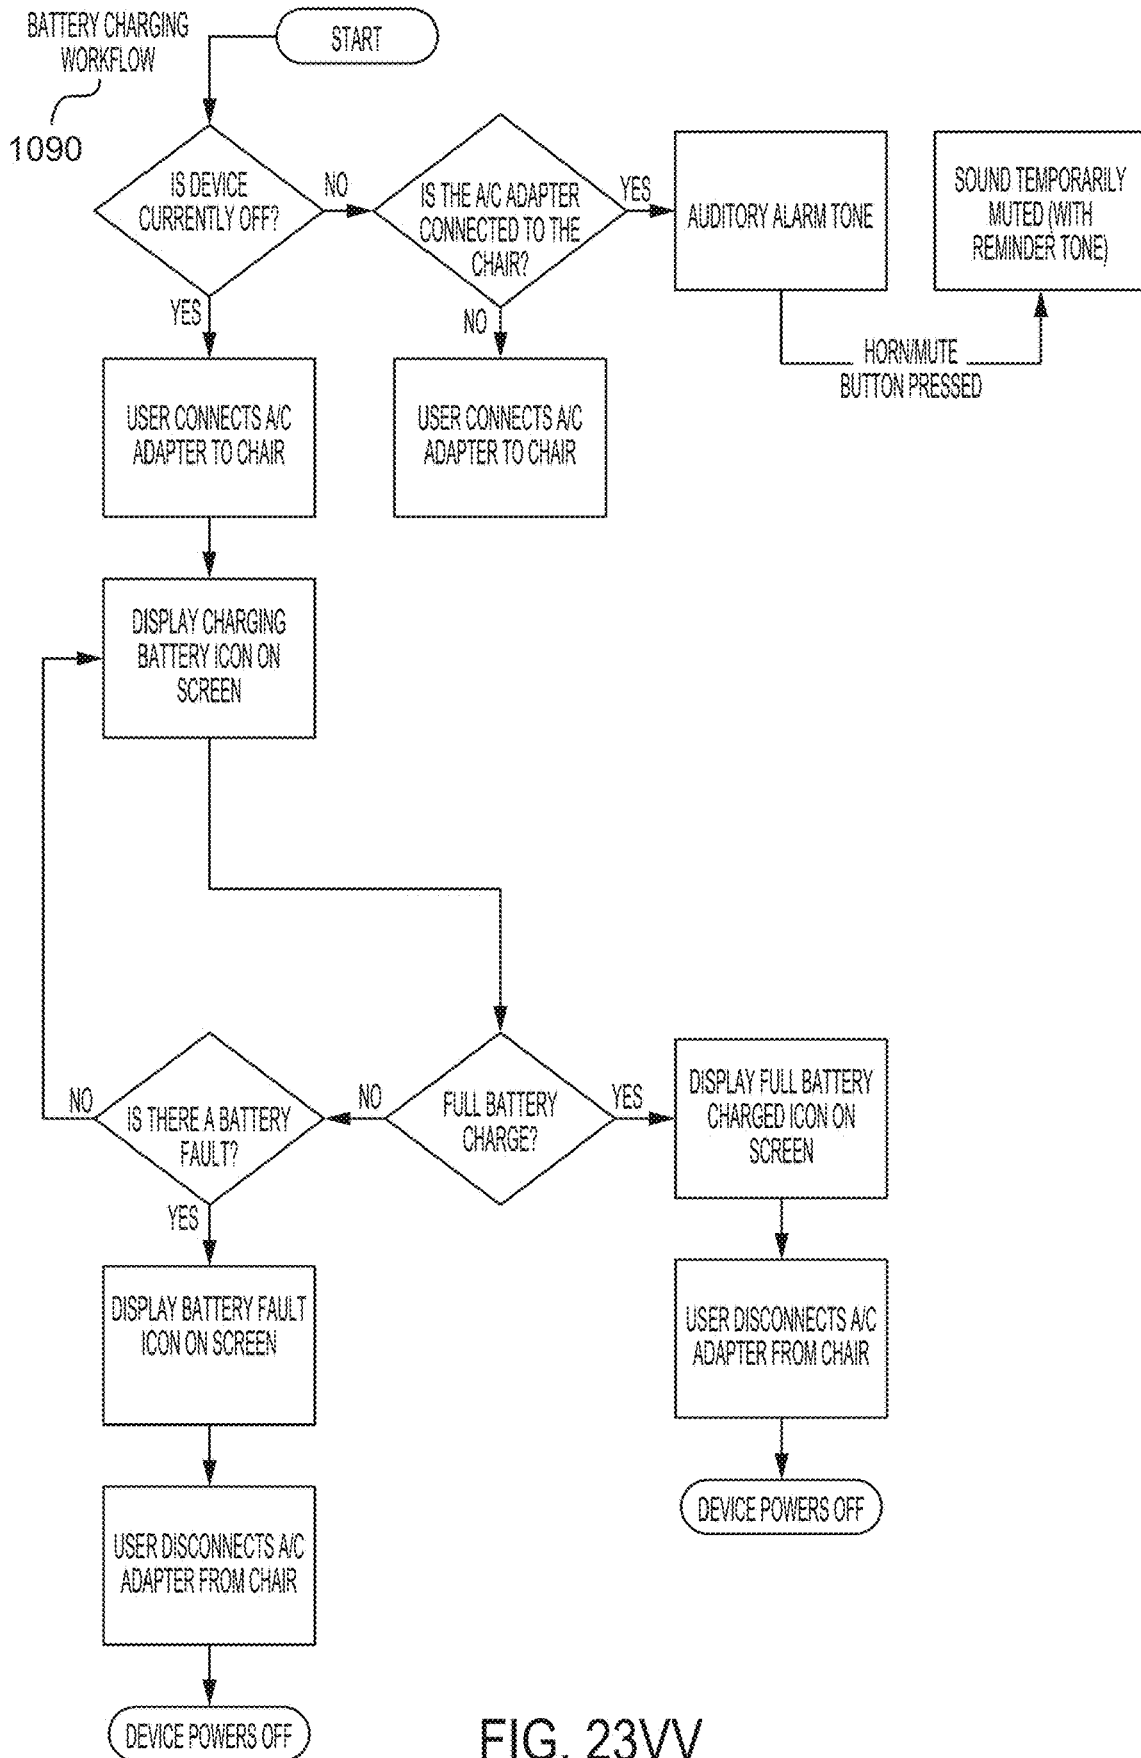 BATTERY CHARGING
WORKFLOW
1090
START
IS DEVICE
CURRENTLY OFF?
NO
YES
IS THE A/C ADAPTER
CONNECTED TO THE
CHAIR?
YES
NO
AUDITORY ALARM TONE
SOUND TEMPORARILY
MUTED (WITH
REMINDER TONE)
HORN/MUTE
BUTTON PRESSED
USER CONNECTS A/C
ADAPTER TO CHAIR
USER CONNECTS A/C
ADAPTER TO CHAIR
DISPLAY CHARGING
BATTERY ICON ON
SCREEN
NO
IS THERE A BATTERY
FAULT?
YES
NO
FULL BATTERY
CHARGE?
YES
DISPLAY FULL BATTERY
CHARGED ICON ON
SCREEN
DISPLAY BATTERY FAULT
ICON ON SCREEN
USER DISCONNECTS A/C
ADAPTER FROM CHAIR
DEVICE POWERS OFF
USER DISCONNECTS A/C
ADAPTER FROM CHAIR
DEVICE POWERS OFF
FIG. 23VV